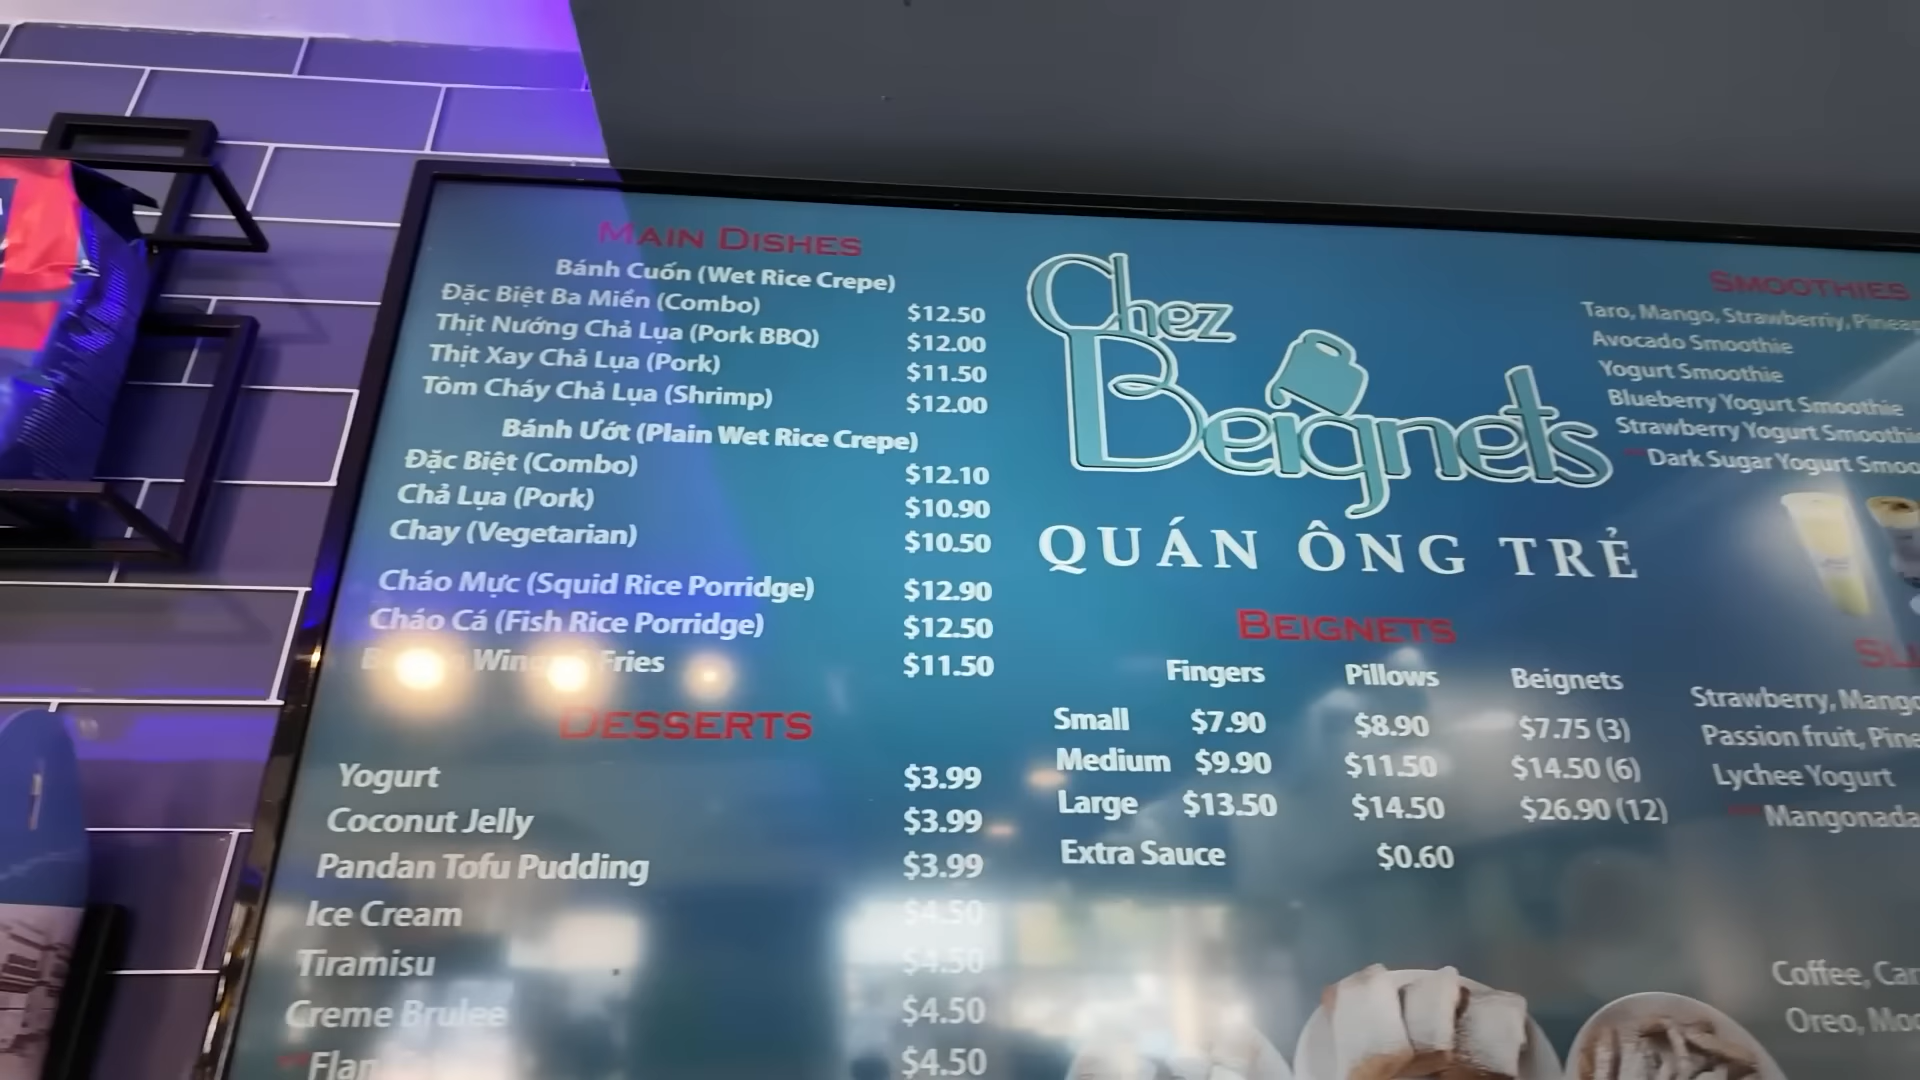 MAIN DISHES
Bánh Cuốn (Wet Rice Crepe)
Đặc Biệt Ba Miền (Combo) $12.50
Thịt Nướng Chả Lụa (Pork BBQ) $12.00
Thịt Xay Chả Lụa (Pork) $11.50
Tôm Cháy Chả Lụa (Shrimp) $12.00
Bánh Ướt (Plain Wet Rice Crepe)
Đặc Biệt (Combo) $12.10
Chả Lụa (Pork) $10.90
Chay (Vegetarian) $10.50
Cháo Mực (Squid Rice Porridge) $12.90
Cháo Cá (Fish Rice Porridge) $12.50
Fries $11.50
DESSERTS
Yogurt $3.99
Coconut Jelly $3.99
Pandan Tofu Pudding $3.99
Ice Cream $4.50
Tiramisu $4.50
Creme Brulee $4.50
Flan $4.50
Chez
Beignets
QUÁN ÔNG TRẺ
BEIGNETS
Fingers Pillows Beignets
Small $7.90 $8.90 $7.75 (3)
Medium $9.90 $11.50 $14.50 (6)
Large $13.50 $14.50 $26.90 (12)
Extra Sauce $0.60
SMOOTHIES
Taro, Mango, Strawberriy,
Avocado Smoothie
Yogurt Smoothie
Blueberry Yogurt Smoothie
Strawberry Yogurt Smoothie
Dark Sugar Yogurt
Strawberry, Mango
Passion fruit,
Lychee Yogurt
Mangonada
Coffee,
Oreo,